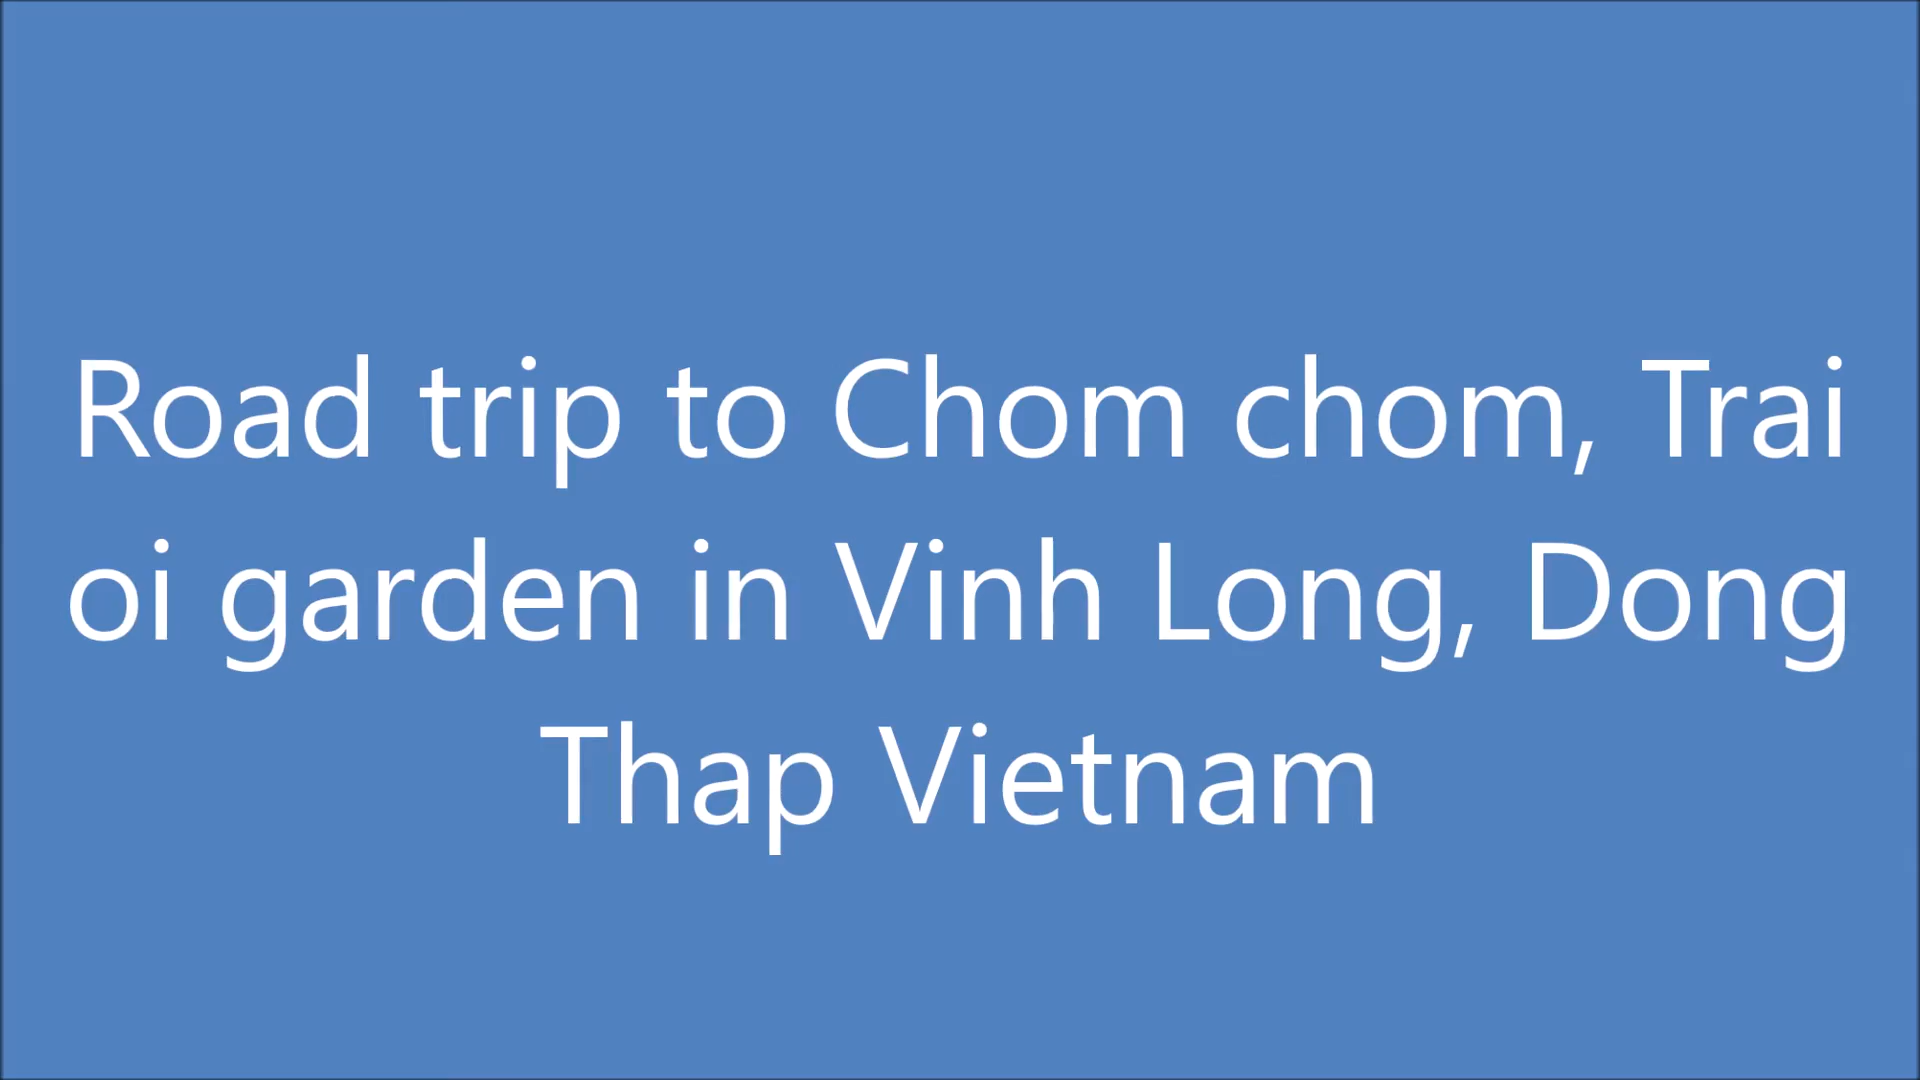 Road trip to Chom chom, Trai
oi garden in Vinh Long, Dong
Thap Vietnam